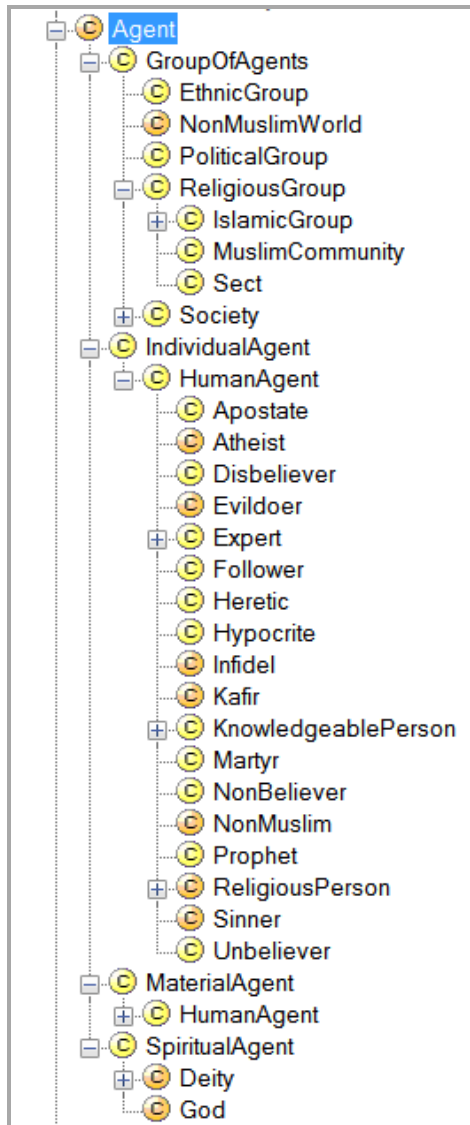 Agent
GroupOfAgents
EthnicGroup
NonMuslimWorld
PoliticalGroup
ReligiousGroup
IslamicGroup
MuslimCommunity
Sect
Society
IndividualAgent
HumanAgent
Apostate
Atheist
Disbeliever
Evildoer
Expert
Follower
Heretic
Hypocrite
Infidel
Kafir
KnowledgeablePerson
Martyr
NonBeliever
NonMuslim
Prophet
ReligiousPerson
Sinner
Unbeliever
MaterialAgent
HumanAgent
SpiritualAgent
Deity
God